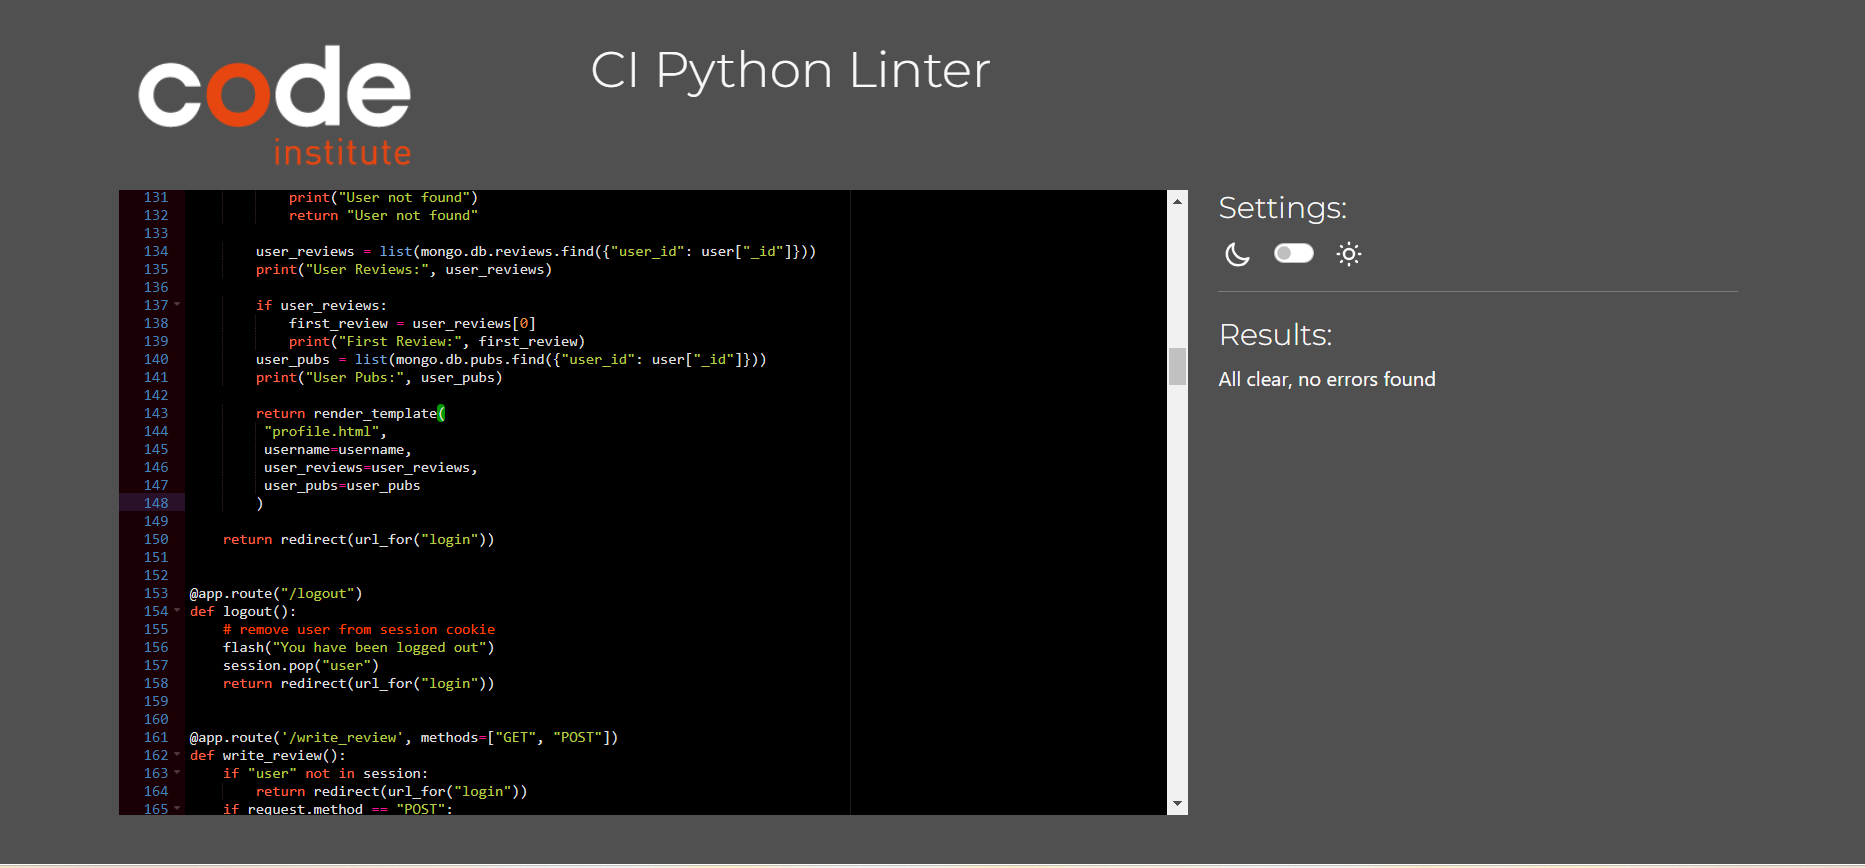 code
institute
CI Python Linter
131 print("User not found")
132 return "User not found"
133
134 user_reviews = list(mongo.db.reviews.find({"user_id": user["_id"]}))
135 print("User Reviews:", user_reviews)
136
137 if user_reviews:
138 first_review = user_reviews[0]
139 print("First Review:", first_review)
140 user_pubs = list(mongo.db.pubs.find({"user_id": user["_id"]}))
141 print("User Pubs:", user_pubs)
142
143 return render_template(
144 "profile.html",
145 username=username,
146 user_reviews=user_reviews,
147 user_pubs=user_pubs
148 )
149
150 return redirect(url_for("login"))
151
152
153 @app.route("/logout")
154 def logout():
155 # remove user from session cookie
156 flash("You have been logged out")
157 session.pop("user")
158 return redirect(url_for("login"))
159
160
161 @app.route('/write_review', methods=["GET", "POST"])
162 def write_review():
163 if "user" not in session:
164 return redirect(url_for("login"))
165 if request.method == "POST":
Settings:
Results:
All clear, no errors found